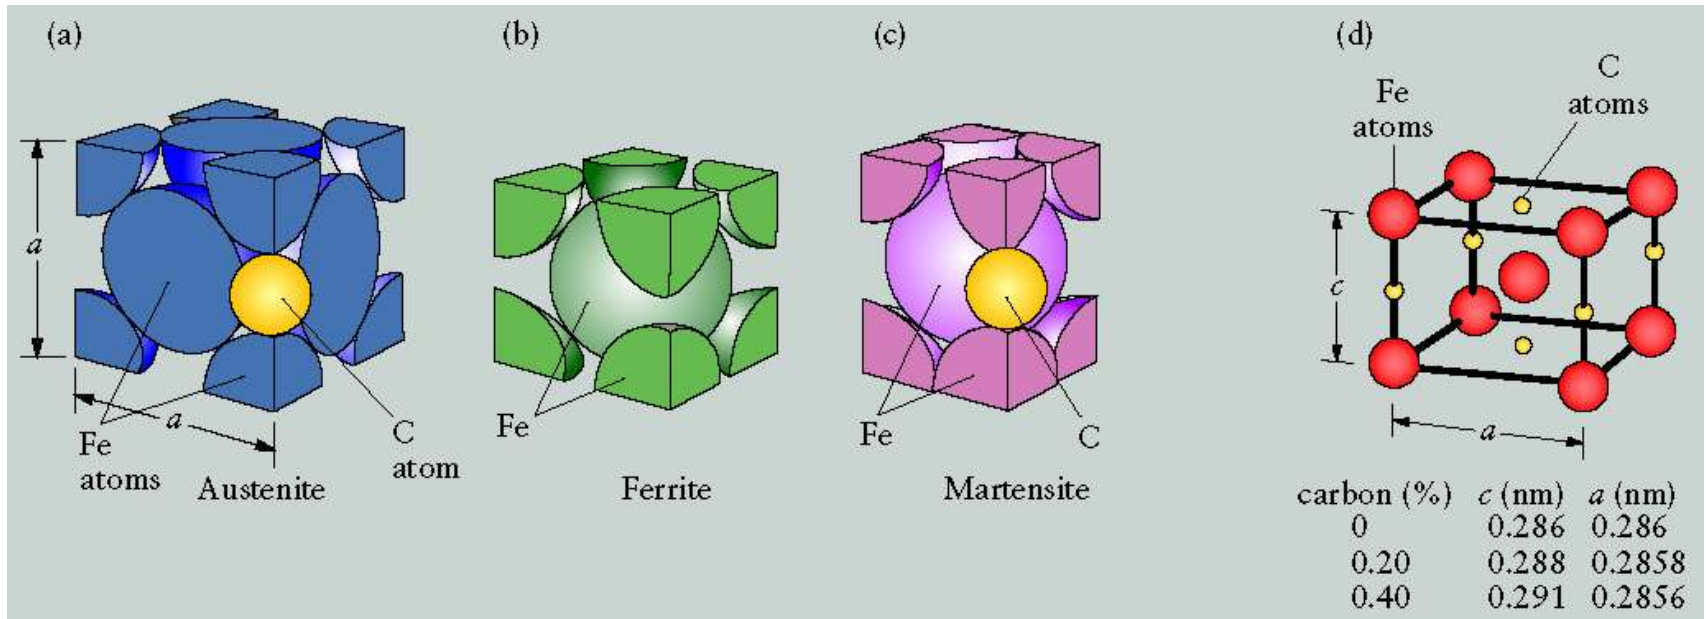 (a)
a
a
Fe
atoms
C
atom
Austenite
(b)
Fe
Ferrite
(c)
Fe
C
Martensite
(d)
Fe
atoms
C
atoms
c
a
carbon (%) c (nm) a (nm)
0 0.286 0.286
0.20 0.288 0.2858
0.40 0.291 0.2856